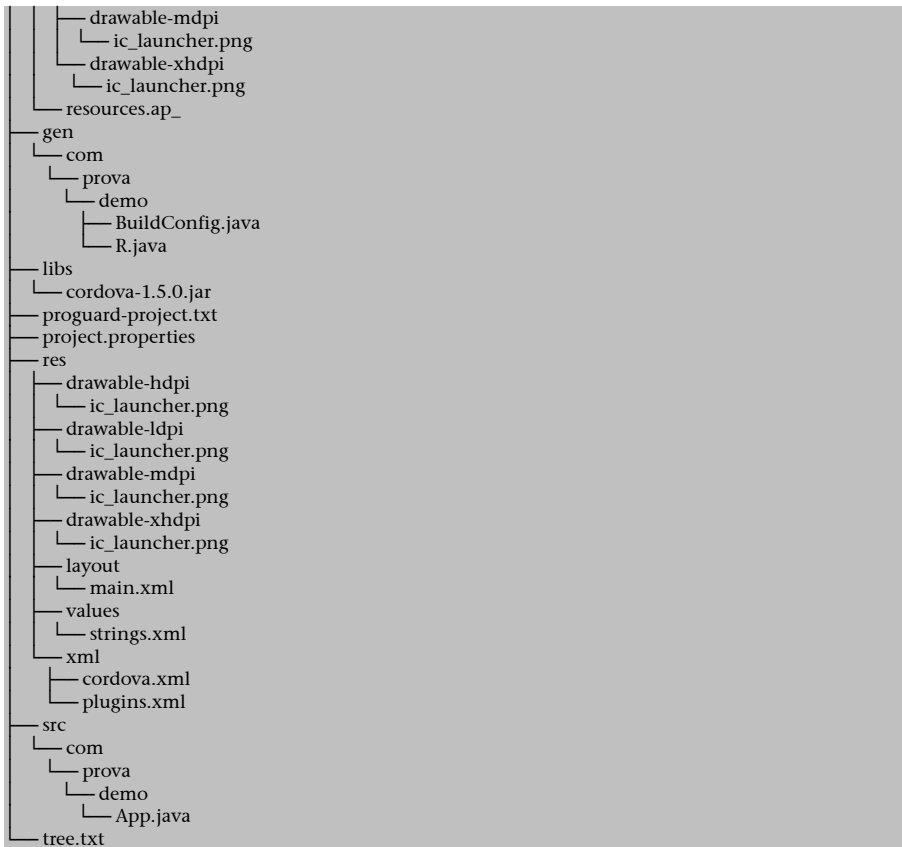 drawable-mdpi
ic_launcher.png
drawable-xhdpi
ic_launcher.png
resources.ap_
gen
com
prova
demo
BuildConfig.java
R.java
libs
cordova-1.5.0.jar
proguard-project.txt
project.properties
res
drawable-hdpi
ic_launcher.png
drawable-ldpi
ic_launcher.png
drawable-mdpi
ic_launcher.png
drawable-xhdpi
ic_launcher.png
layout
main.xml
values
strings.xml
xml
cordova.xml
plugins.xml
src
com
prova
demo
App.java
tree.txt